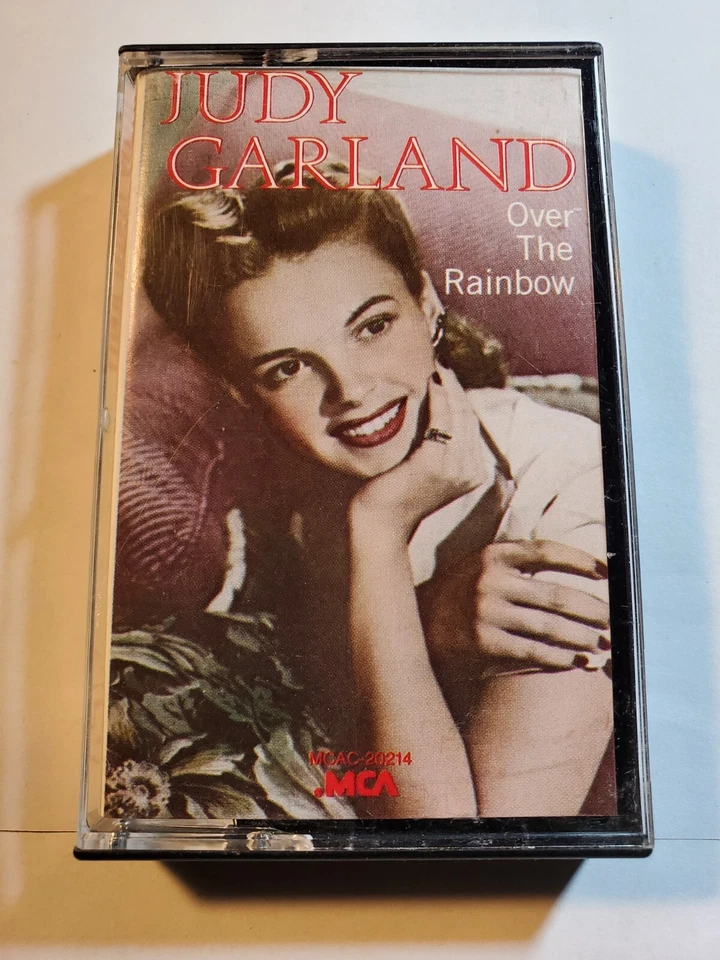 JUDY
GARLAND
Over
The
Rainbow
MCAC-20214
.MCA